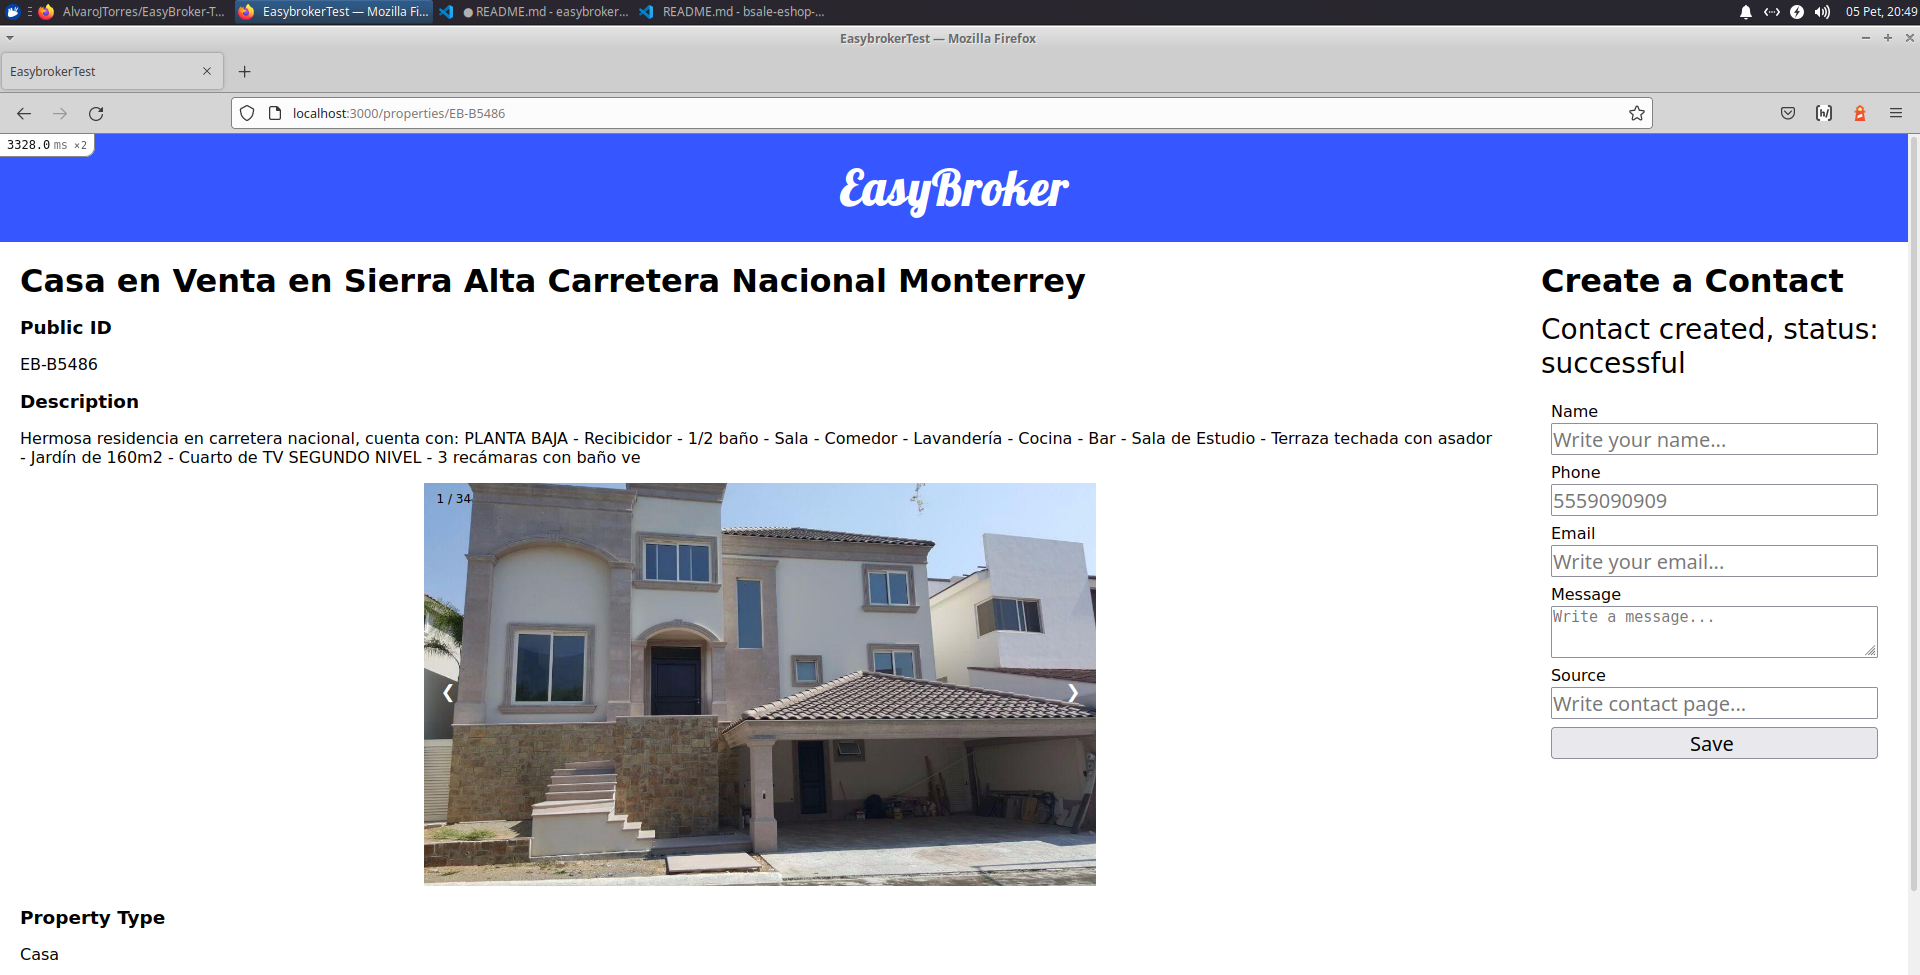 AlvaroJTorres/EasyBroker-T...
EasybrokerTest — Mozilla Fi...
README.md - easybroker...
README.md - bsale-eshop-...
05 Pet, 20:49
EasybrokerTest — Mozilla Firefox
EasybrokerTest
localhost:3000/properties/EB-B5486
3328.0 ms ×2
EasyBroker
Casa en Venta en Sierra Alta Carretera Nacional Monterrey
Public ID
EB-B5486
Description
Hermosa residencia en carretera nacional, cuenta con: PLANTA BAJA - Recibicidor - 1/2 baño - Sala - Comedor - Lavandería - Cocina - Bar - Sala de Estudio - Terraza techada con asador
- Jardín de 160m2 - Cuarto de TV SEGUNDO NIVEL - 3 recámaras con baño ve
1 / 34
Property Type
Casa
Create a Contact
Contact created, status:
successful
Name
Write your name...
Phone
5559090909
Email
Write your email...
Message
Write a message...
Source
Write contact page...
Save